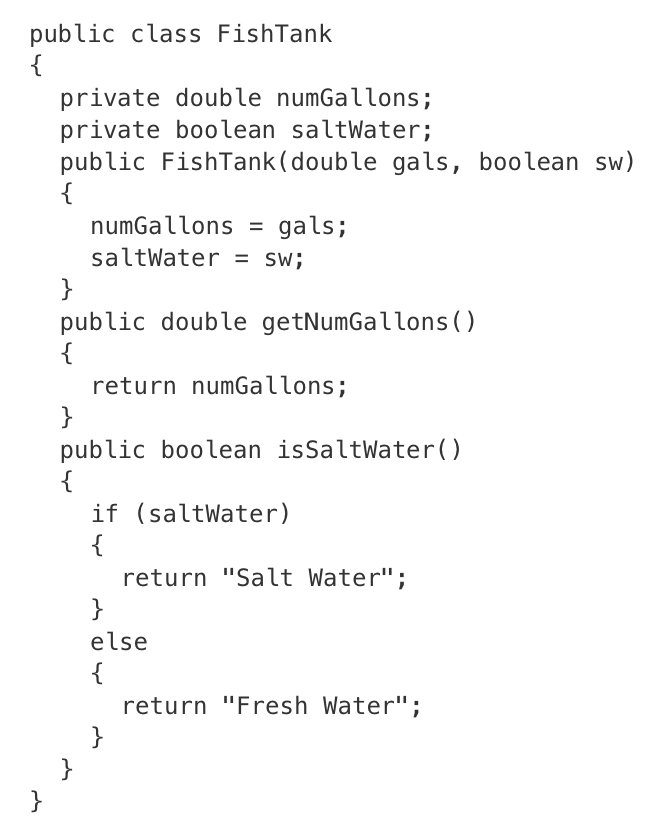 public class FishTank
{
private double numGallons;
private boolean saltWater;
public FishTank(double gals, boolean sw)
{
numGallons = gals;
saltWater = sw;
}
public double getNumGallons()
{
return numGallons;
}
public boolean isSaltWater()
{
if (saltWater)
{
return "Salt Water";
}
else
{
return "Fresh Water";
}
}
}